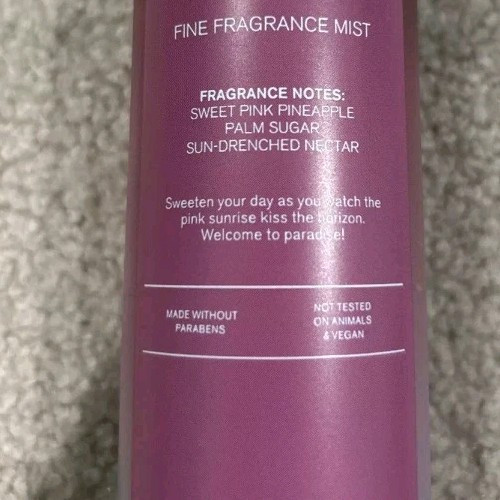 FINE FRAGRANCE MIST
FRAGRANCE NOTES:
SWEET PINK PINEAPPLE
PALM SUGAR
SUN-DRENCHED NECTAR
Sweeten your day as you watch the
pink sunrise kiss the horizon.
Welcome to paradise!
MADE WITHOUT
PARABENS
NOT TESTED
ON ANIMALS
& VEGAN